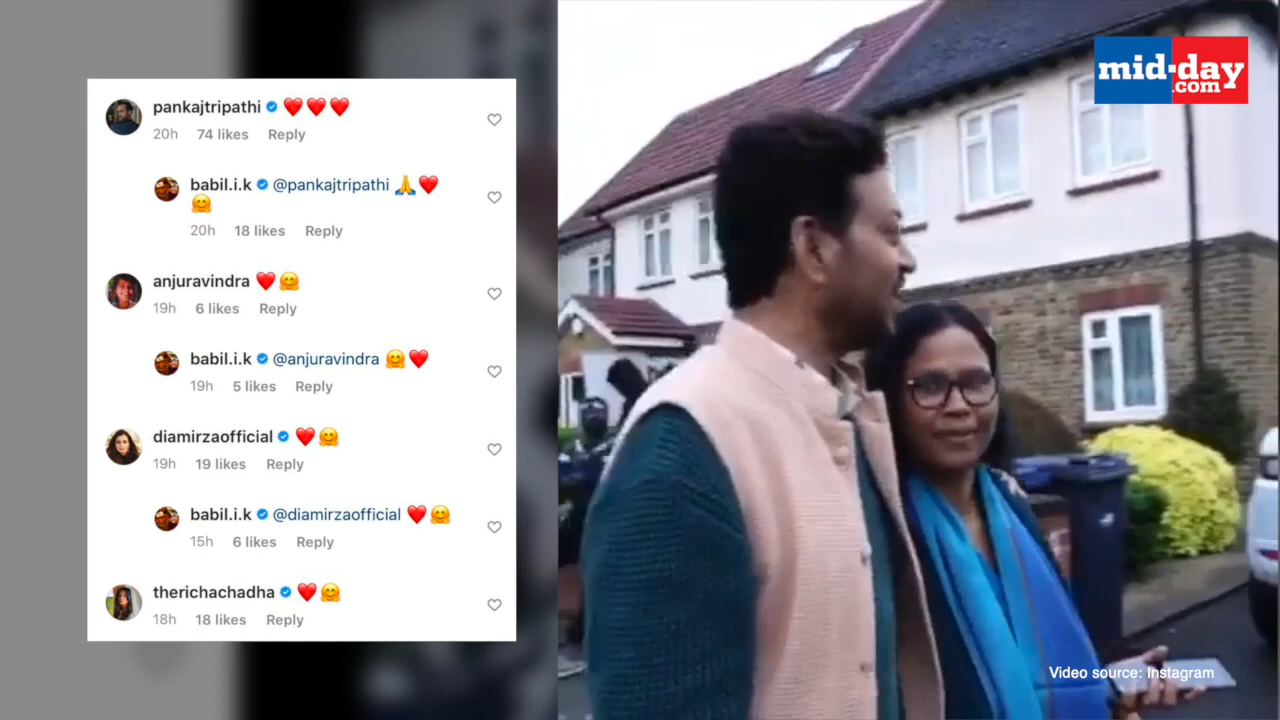 pankajtripathi ❤️❤️❤️
20h 74 likes Reply
babil.i.k @pankajtripathi 🙏❤️
🤗
20h 18 likes Reply
anjuravindra ❤️🤗
19h 6 likes Reply
babil.i.k @anjuravindra 🤗❤️
19h 5 likes Reply
diamirzaofficial ❤️🤗
19h 19 likes Reply
babil.i.k @diamirzaofficial ❤️🤗
15h 6 likes Reply
therichachadha ❤️🤗
18h 18 likes Reply
mid-day
.com
Video source: Instagram